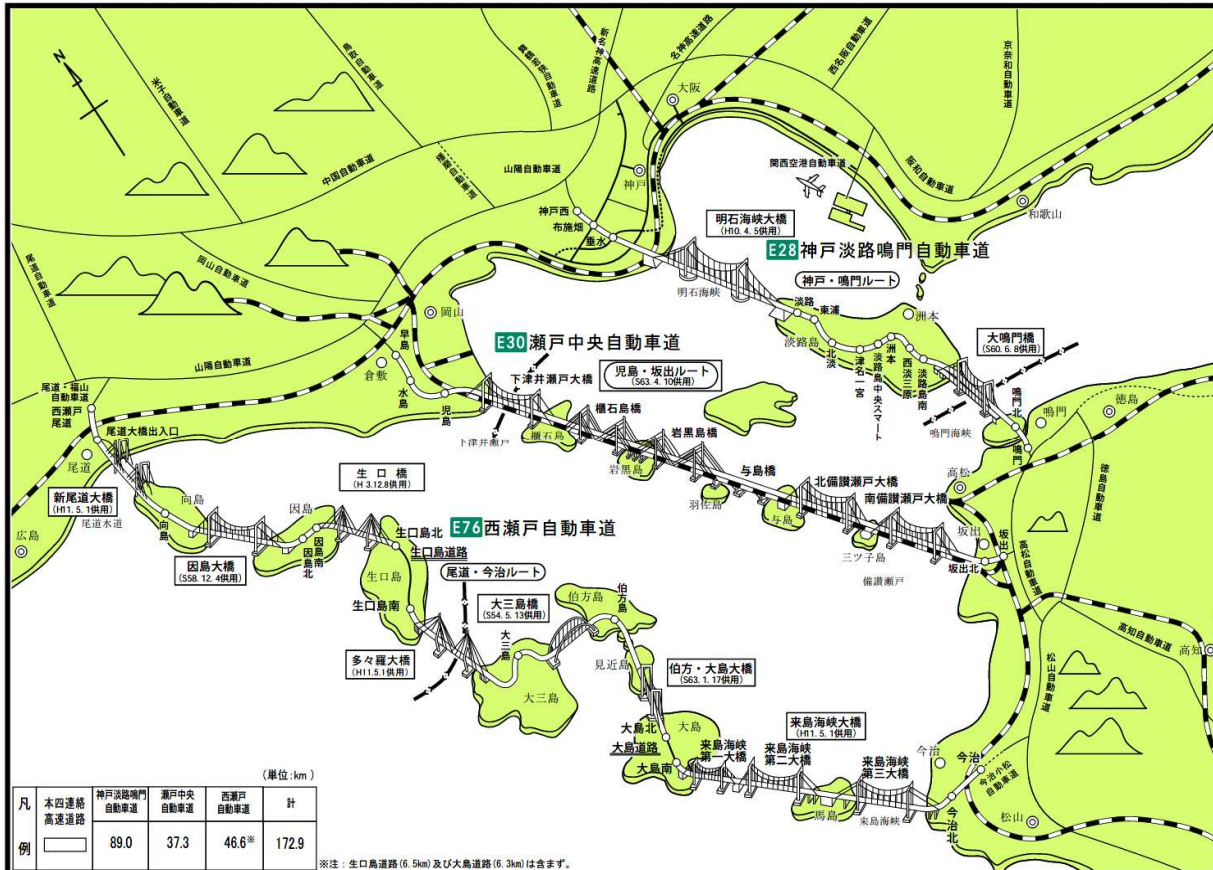 N
米子自動車道
鳥取自動車道
舞鶴若狭自動車道
新名神高速道路
名神高速道路
西名阪自動車道
京奈和自動車道
大阪
中国自動車道
播磨自動車道
山陽自動車道
神戸
関西空港自動車道
阪和自動車道
和歌山
神戸西
布施畑
垂水
明石海峡大橋
(H10.4.5供用)
E28 神戸淡路鳴門自動車道
神戸・鳴門ルート
明石海峡
尾道自動車道
岡山自動車道
岡山
淡路
東浦
淡路島
北淡
津名一宮
淡路島中央スマート
洲本
西淡三原
淡路島南
洲本
大鳴門橋
(S60.6.8供用)
鳴門北
鳴門
鳴門海峡
鳴門
徳島
早島
倉敷
水島
児島
山陽自動車道
E30 瀬戸中央自動車道
児島・坂出ルート
(S63.4.10供用)
下津井瀬戸大橋
下津井瀬戸
櫃石島
櫃石島橋
岩黒島橋
岩黒島
羽佐島
与島橋
与島
北備讃瀬戸大橋
南備讃瀬戸大橋
三ツ子島
備讃瀬戸
高松
坂出
坂出
坂出北
徳島自動車道
高松自動車道
高知自動車道
高知
松山自動車道
尾道・福山
自動車道
西瀬戸
尾道
尾道大橋出入口
尾道
新尾道大橋
(H11.5.1供用)
尾道水道
広島
向島
向島
因島大橋
(S58.12.4供用)
因島
因島北
因島南
生口橋
(H3.12.8供用)
生口島北
生口島道路
生口島
生口島南
E76 西瀬戸自動車道
尾道・今治ルート
多々羅大橋
(H11.5.1供用)
大三島橋
(S54.5.13供用)
大三島
大三島
伯方島
伯方島
見近島
伯方・大島大橋
(S63.1.17供用)
大島北
大島
大島道路
大島南
来島海峡
第一大橋
来島海峡
第二大橋
来島海峡大橋
(H11.5.1供用)
来島海峡
第三大橋
馬島
来島海峡
今治
今治
今治北
今治小松
自動車道
松山
(単位:km)
凡例
本四連絡
高速道路
神戸淡路鳴門
自動車道
瀬戸中央
自動車道
西瀬戸
自動車道
計
89.0 37.3 46.6※ 172.9
※注:生口島道路(6.5km)及び大島道路(6.3km)は含まず。